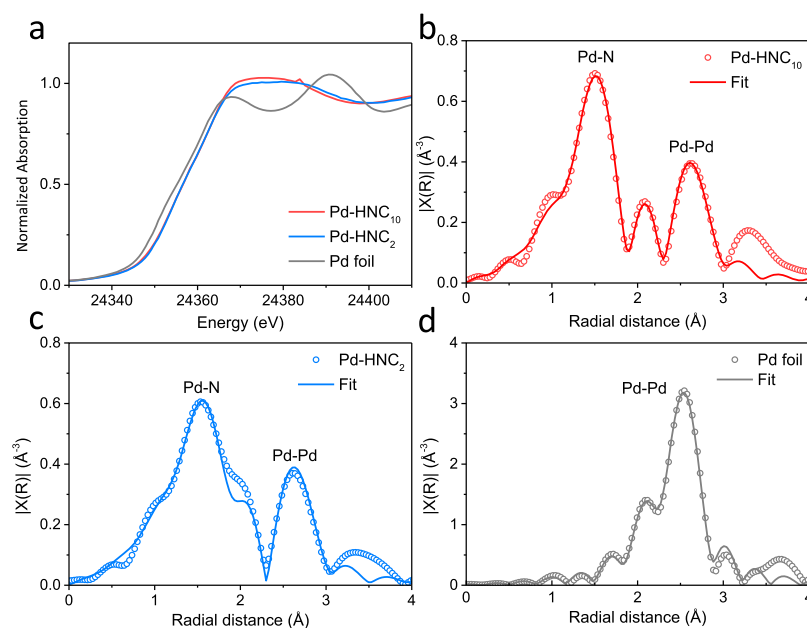 a
1.0
0.5
0.0
Normalized Absorption
Pd-HNC₁₀
Pd-HNC₂
Pd foil
24340 24360 24380 24400
Energy (eV)
b
0.8
0.6
0.4
0.2
0.0
|X(R)| (Å⁻³)
Pd-N
Pd-Pd
Pd-HNC₁₀
Fit
0 1 2 3 4
Radial distance (Å)
c
0.8
0.6
0.4
0.2
0.0
|X(R)| (Å⁻³)
Pd-N
Pd-Pd
Pd-HNC₂
Fit
0 1 2 3 4
Radial distance (Å)
d
4
3
2
1
0
|X(R)| (Å⁻³)
Pd-Pd
Pd foil
Fit
0 1 2 3 4
Radial distance (Å)